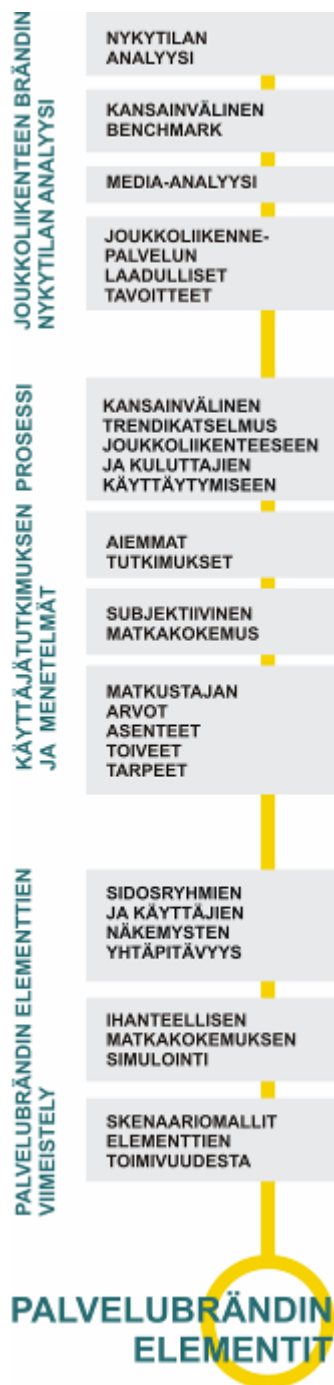 JOUKKOLIIKENTEEN BRÄNDIN
NYKYTILAN ANALYYSI
NYKYTILAN
ANALYYSI
KANSAINVÄLINEN
BENCHMARK
MEDIA-ANALYYSI
JOUKKOLIIKENNE-
PALVELUN
LAADULLISET
TAVOITTEET
KÄYTTÄJÄTUTKIMUKSEN PROSESSI
JA MENETELMÄT
KANSAINVÄLINEN
TRENDIKATSELMUS
JOUKKOLIIKENTEESEEN
JA KULUTTAJIEN
KÄYTTÄYTYMISEEN
AIEMMAT
TUTKIMUKSET
SUBJEKTIIVINEN
MATKAKOKEMUS
MATKUSTAJAN
ARVOT
ASENTEET
TOIVEET
TARPEET
PALVELUBRÄNDIN ELEMENTTIEN
VIIMEISTELY
SIDOSRYHMIEN
JA KÄYTTÄJIEN
NÄKEMYSTEN
YHTÄPITÄVYYS
IHANTEELLISEN
MATKAKOKEMUKSEN
SIMULOINTI
SKENAARIOMALLIT
ELEMENTTIEN
TOIMIVUUDESTA
PALVELUBRÄNDIN
ELEMENTIT